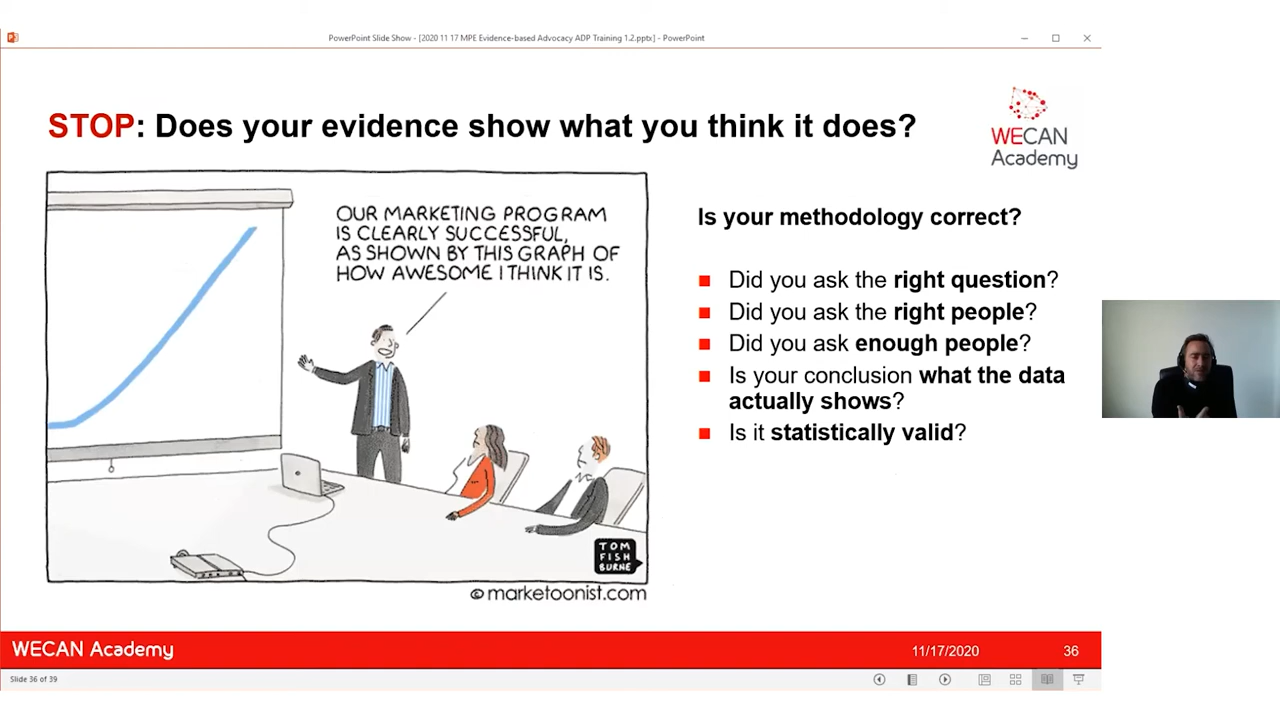 PowerPoint Slide Show - [2020 11 17 MPE Evidence-based Advocacy ADP Training 1.2.pptx] - PowerPoint
STOP: Does your evidence show what you think it does?
WECAN
Academy
OUR MARKETING PROGRAM
IS CLEARLY SUCCESSFUL,
AS SHOWN BY THIS GRAPH OF
HOW AWESOME I THINK IT IS.
TOM
FISH
BURNE
© marketoonist.com
Is your methodology correct?
Did you ask the right question?
Did you ask the right people?
Did you ask enough people?
Is your conclusion what the data
actually shows?
Is it statistically valid?
WECAN Academy
11/17/2020
36
Slide 36 of 39